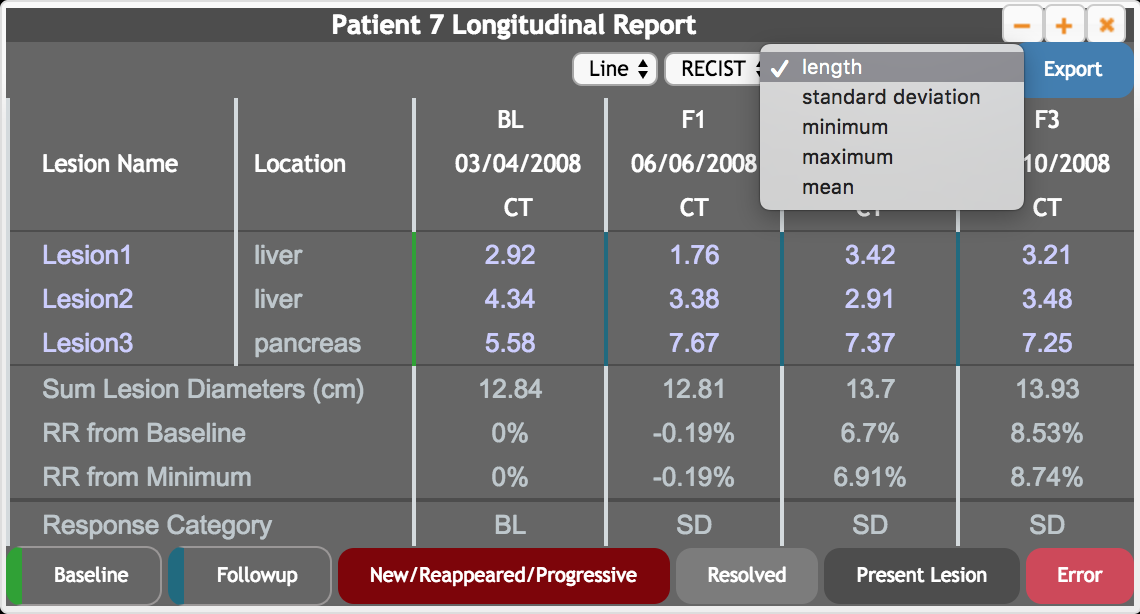 Patient 7 Longitudinal Report
Line RECIST length Export
standard deviation
minimum
maximum
mean
BL F1 F3
Lesion Name Location 03/04/2008 06/06/2008 10/2008
CT CT CT CT
Lesion1 liver 2.92 1.76 3.42 3.21
Lesion2 liver 4.34 3.38 2.91 3.48
Lesion3 pancreas 5.58 7.67 7.37 7.25
Sum Lesion Diameters (cm) 12.84 12.81 13.7 13.93
RR from Baseline 0% -0.19% 6.7% 8.53%
RR from Minimum 0% -0.19% 6.91% 8.74%
Response Category BL SD SD SD
Baseline Followup New/Reappeared/Progressive Resolved Present Lesion Error